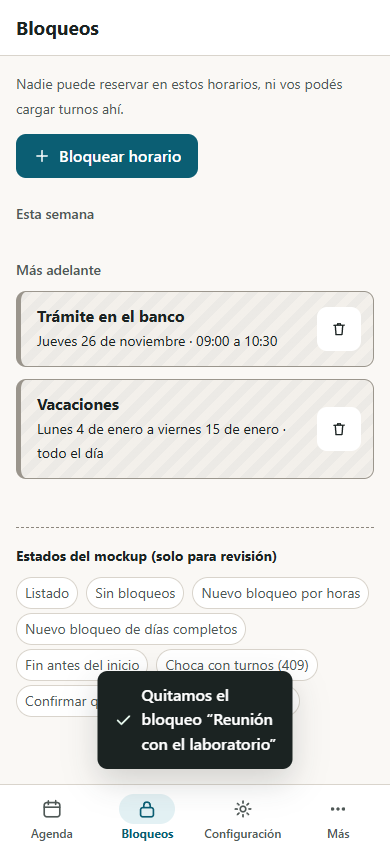 Bloqueos
Nadie puede reservar en estos horarios, ni vos podés
cargar turnos ahí.
Bloquear horario
Esta semana
Más adelante
Trámite en el banco
Jueves 26 de noviembre · 09:00 a 10:30
Vacaciones
Lunes 4 de enero a viernes 15 de enero ·
todo el día
Estados del mockup (solo para revisión)
Listado
Sin bloqueos
Nuevo bloqueo por horas
Nuevo bloqueo de días completos
Fin antes del inicio
Choca con turnos (409)
Confirmar
Quitamos el
bloqueo “Reunión
con el laboratorio”
Agenda
Bloqueos
Configuración
Más